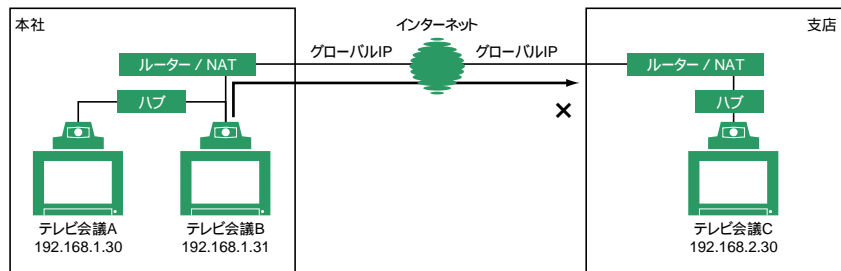 本社
インターネット
支店
ルーター / NAT
グローバルIP
グローバルIP
ルーター / NAT
ハブ
ハブ
×
テレビ会議A
192.168.1.30
テレビ会議B
192.168.1.31
テレビ会議C
192.168.2.30